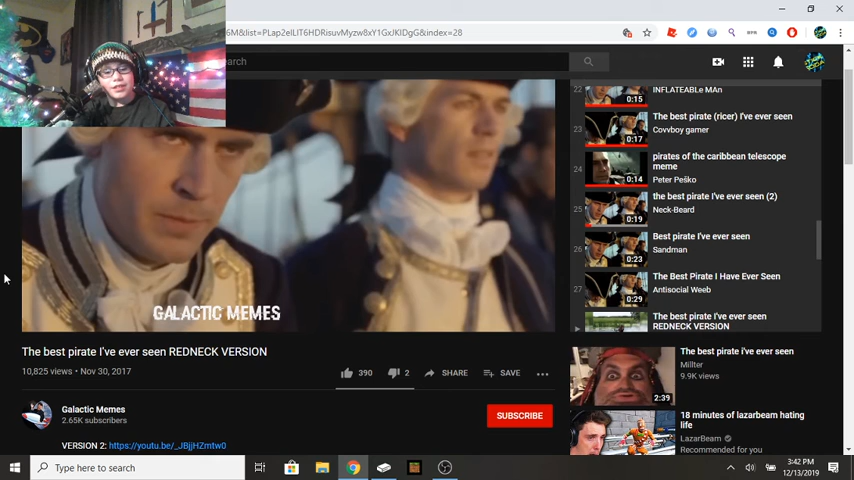 6M&list=PLap2elLIT6HDRisuvMyzw8xY1GxJKlDgG&index=28
earch
22
INFLATEABLe MAn
0:15
23
The best pirate (ricer) I've ever seen
Covvboy gamer
0:17
24
pirates of the caribbean telescope
meme
Peter Peško
0:14
25
the best pirate I've ever seen (2)
Neck-Beard
0:19
26
Best pirate I've ever seen
Sandman
0:23
27
The Best Pirate I Have Ever Seen
Antisocial Weeb
0:29
The best pirate I've ever seen
REDNECK VERSION
GALACTIC MEMES
The best pirate I've ever seen REDNECK VERSION
10,825 views • Nov 30, 2017
390
2
SHARE
SAVE
Galactic Memes
2.65K subscribers
SUBSCRIBE
VERSION 2: https://youtu.be/_JBjjHZmtw0
The best pirate i've ever seen
Millter
9.9K views
2:39
18 minutes of lazarbeam hating
life
LazarBeam
Recommended for you
Type here to search
3:42 PM
12/13/2019